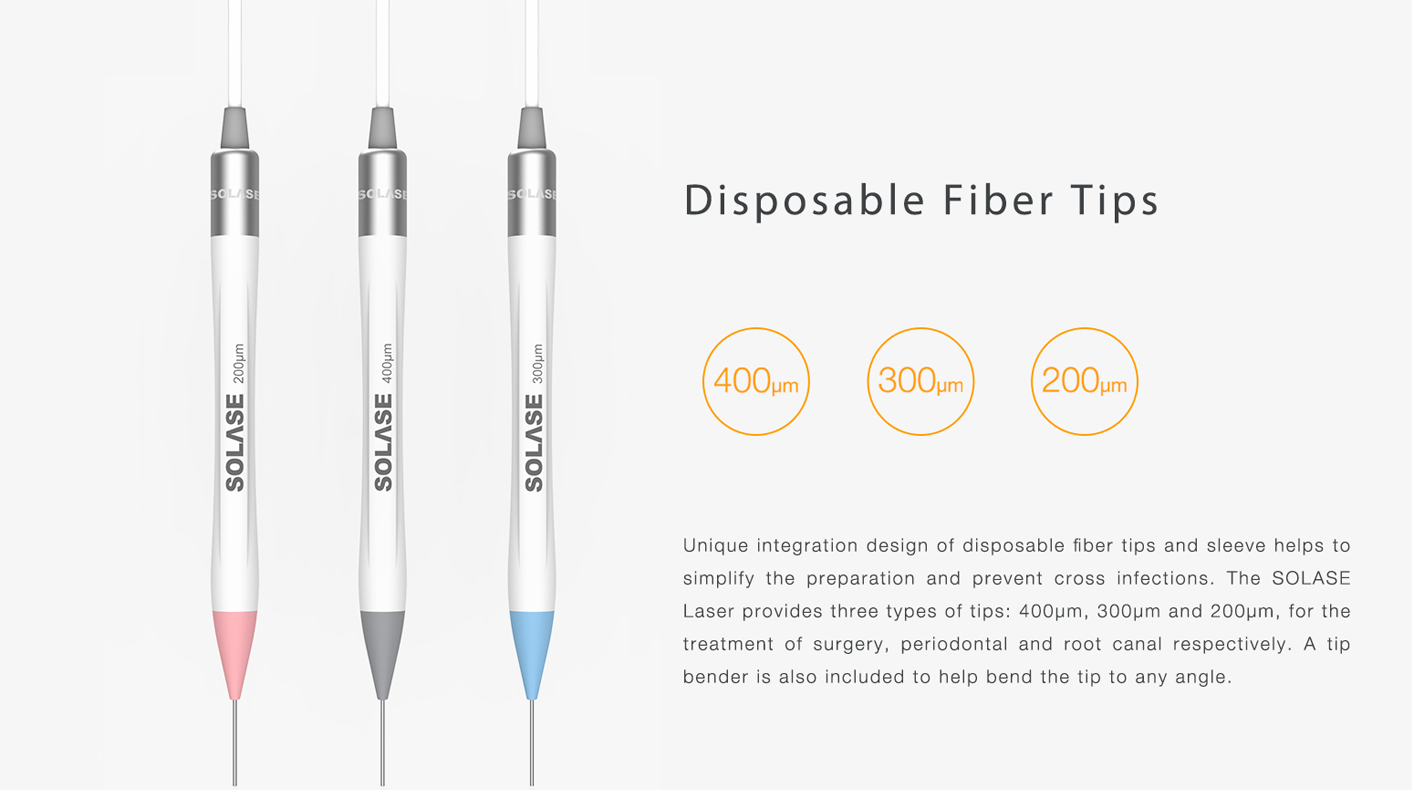 SOLASE
SOLASE
SOLASE
SOLASE 200μm
SOLASE 400μm
SOLASE 300μm
Disposable Fiber Tips
400μm
300μm
200μm
Unique integration design of disposable fiber tips and sleeve helps to
simplify the preparation and prevent cross infections. The SOLASE
Laser provides three types of tips: 400μm, 300μm and 200μm, for the
treatment of surgery, periodontal and root canal respectively. A tip
bender is also included to help bend the tip to any angle.